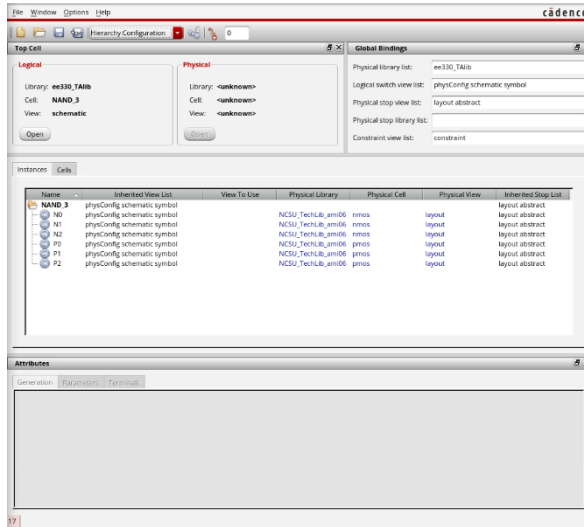 File Window Options Help cādence
Hierarchy Configuration 0
Top Cell
Logical
Library: ee330_TAlib
Cell: NAND_3
View: schematic
Open
Physical
Library: <unknown>
Cell: <unknown>
View: <unknown>
Open
Global Bindings
Physical library list: ee330_TAlib
Logical switch view list: physConfig schematic symbol
Physical stop view list: layout abstract
Physical stop library list:
Constraint view list: constraint
Instances Cells
Name Inherited View List View To Use Physical Library Physical Cell Physical View Inherited Stop List
NAND_3 physConfig schematic symbol layout abstract
N0 physConfig schematic symbol NCSU_TechLib_ami06 nmos layout layout abstract
N1 physConfig schematic symbol NCSU_TechLib_ami06 nmos layout layout abstract
N2 physConfig schematic symbol NCSU_TechLib_ami06 nmos layout layout abstract
P0 physConfig schematic symbol NCSU_TechLib_ami06 pmos layout layout abstract
P1 physConfig schematic symbol NCSU_TechLib_ami06 pmos layout layout abstract
P2 physConfig schematic symbol NCSU_TechLib_ami06 pmos layout layout abstract
Attributes
Generation Parameters Terminals
17